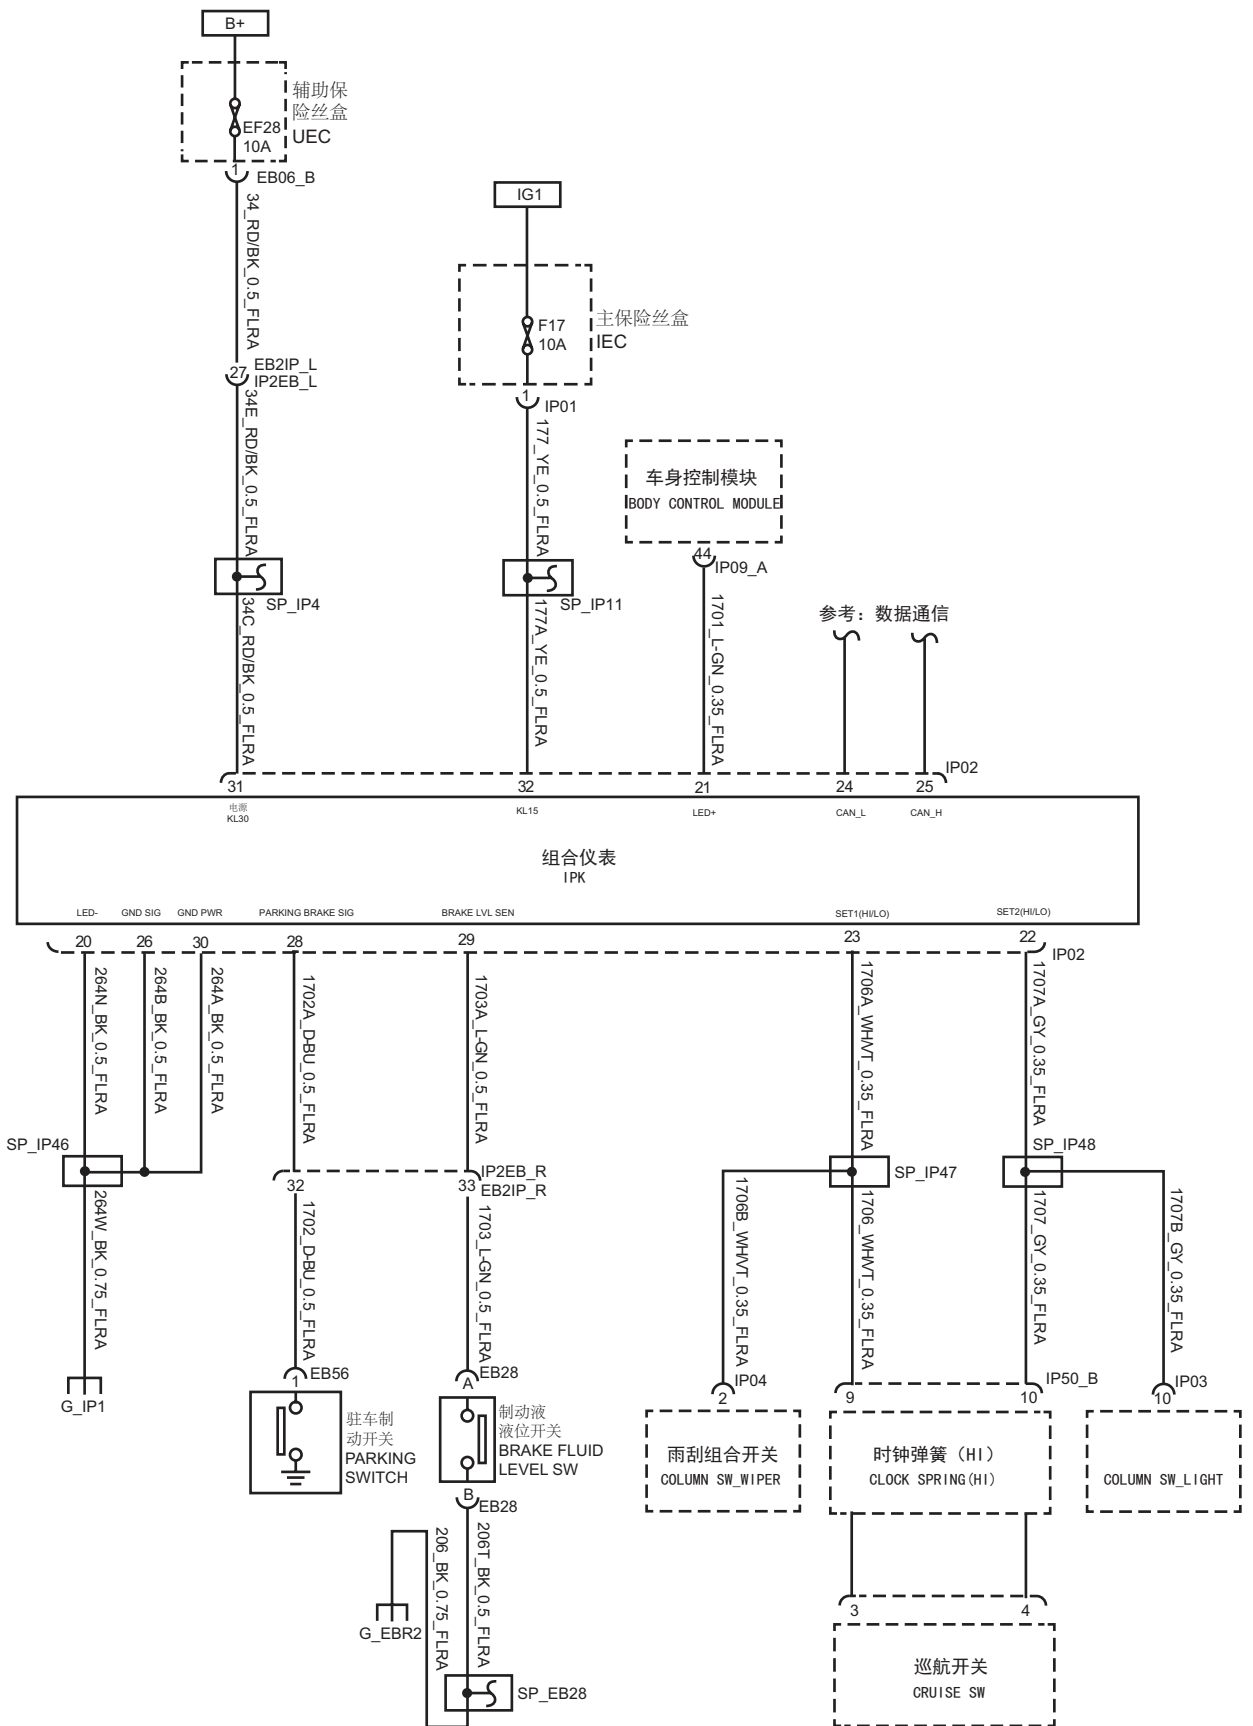 B+
辅助保
险丝盒
UEC
EF28
10A
1
EB06_B
34_RD/BK_0.5_FLRA
27
EB2IP_L
IP2EB_L
34E_RD/BK_0.5_FLRA
SP_IP4
34C_RD/BK_0.5_FLRA
IG1
主保险丝盒
IEC
F17
10A
1
IP01
177_YE_0.5_FLRA
SP_IP11
177A_YE_0.5_FLRA
车身控制模块
BODY CONTROL MODULE
44
IP09_A
1701_L-GN_0.35_FLRA
参考：数据通信
IP02
31
32
21
24
25
电源
KL30
KL15
LED+
CAN_L
CAN_H
组合仪表
IPK
LED-
GND SIG
GND PWR
PARKING BRAKE SIG
BRAKE LVL SEN
SET1(HI/LO)
SET2(HI/LO)
20
26
30
28
29
23
22
IP02
264N_BK_0.5_FLRA
264B_BK_0.5_FLRA
264A_BK_0.5_FLRA
1702A_D-BU_0.5_FLRA
1703A_L-GN_0.5_FLRA
1706A_WH/VT_0.35_FLRA
1707A_GY_0.35_FLRA
SP_IP46
264W_BK_0.75_FLRA
G_IP1
32
33
IP2EB_R
EB2IP_R
1702_D-BU_0.5_FLRA
1703_L-GN_0.5_FLRA
SP_IP47
SP_IP48
1706B_WH/VT_0.35_FLRA
1706_WH/VT_0.35_FLRA
1707_GY_0.35_FLRA
1707B_GY_0.35_FLRA
EB56
1
驻车制
动开关
PARKING
SWITCH
EB28
A
制动液
液位开关
BRAKE FLUID
LEVEL SW
B
EB28
206_BK_0.75_FLRA
206T_BK_0.5_FLRA
G_EBR2
SP_EB28
IP04
2
雨刮组合开关
COLUMN SW_WIPER
IP50_B
9
10
时钟弹簧（HI）
CLOCK SPRING(HI)
IP03
10
COLUMN SW_LIGHT
3
4
巡航开关
CRUISE SW